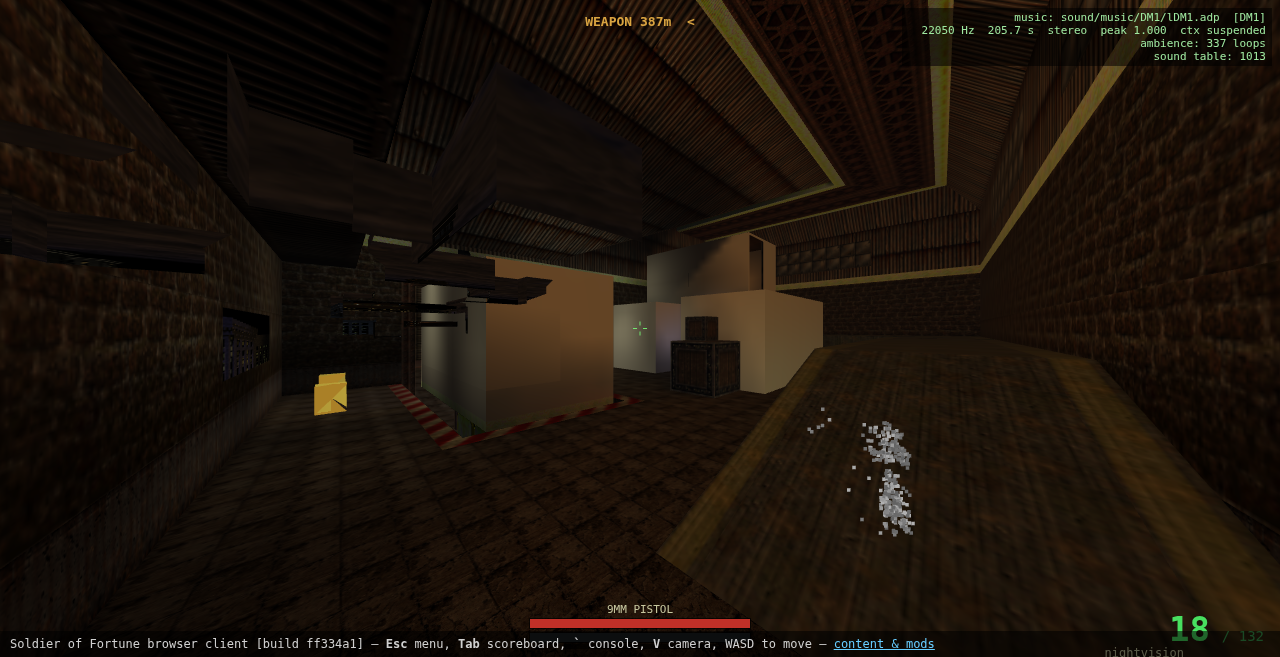 WEAPON 387m <
music: sound/music/DM1/lDM1.adp [DM1]
22050 Hz 205.7 s stereo peak 1.000 ctx suspended
ambience: 337 loops
sound table: 1013
9MM PISTOL
18 / 132
Soldier of Fortune browser client [build ff334a1] — Esc menu, Tab scoreboard, ` console, V camera, WASD to move — content & mods
nightvision